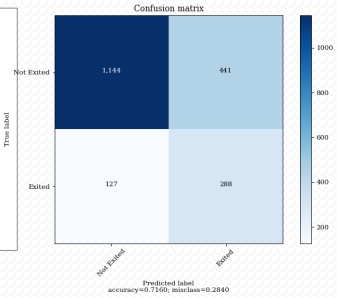 Confusion matrix
True label
Not Exited
1,144
441
Exited
127
288
1000
800
600
400
200
Not Exited
Exited
Predicted label
accuracy=0.7160; misclass=0.2840